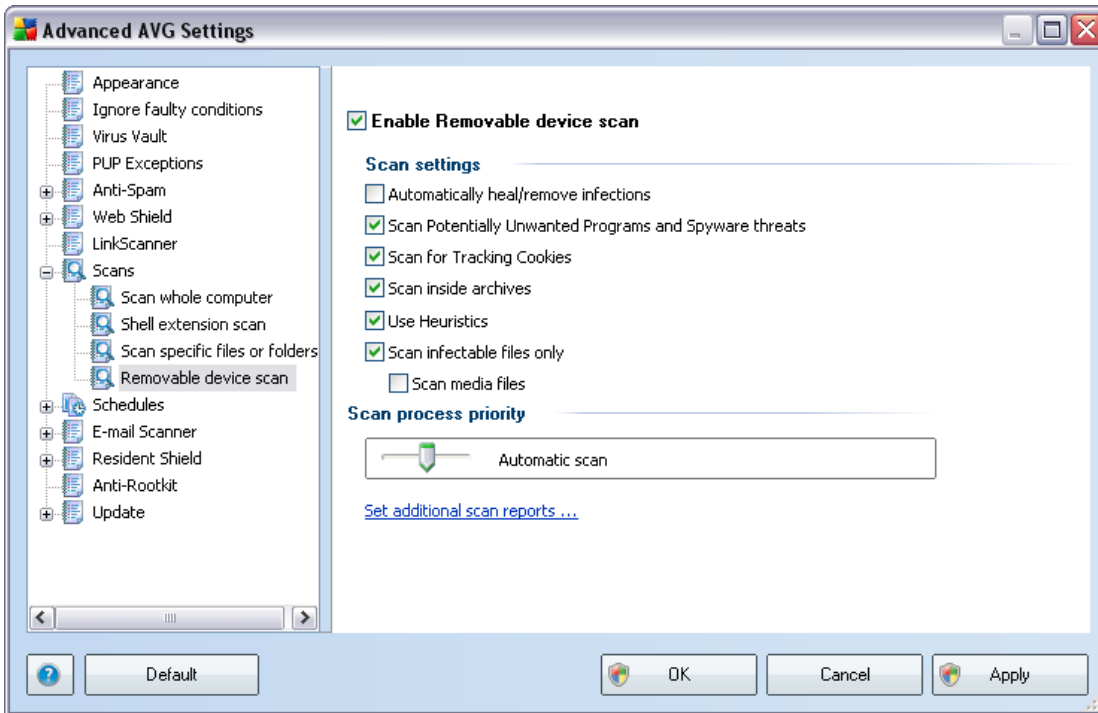 Advanced AVG Settings
Appearance
Ignore faulty conditions
Virus Vault
PUP Exceptions
Anti-Spam
Web Shield
LinkScanner
Scans
Scan whole computer
Shell extension scan
Scan specific files or folders
Removable device scan
Schedules
E-mail Scanner
Resident Shield
Anti-Rootkit
Update
Enable Removable device scan
Scan settings
Automatically heal/remove infections
Scan Potentially Unwanted Programs and Spyware threats
Scan for Tracking Cookies
Scan inside archives
Use Heuristics
Scan infectable files only
Scan media files
Scan process priority
Automatic scan
Set additional scan reports ...
Default
OK
Cancel
Apply